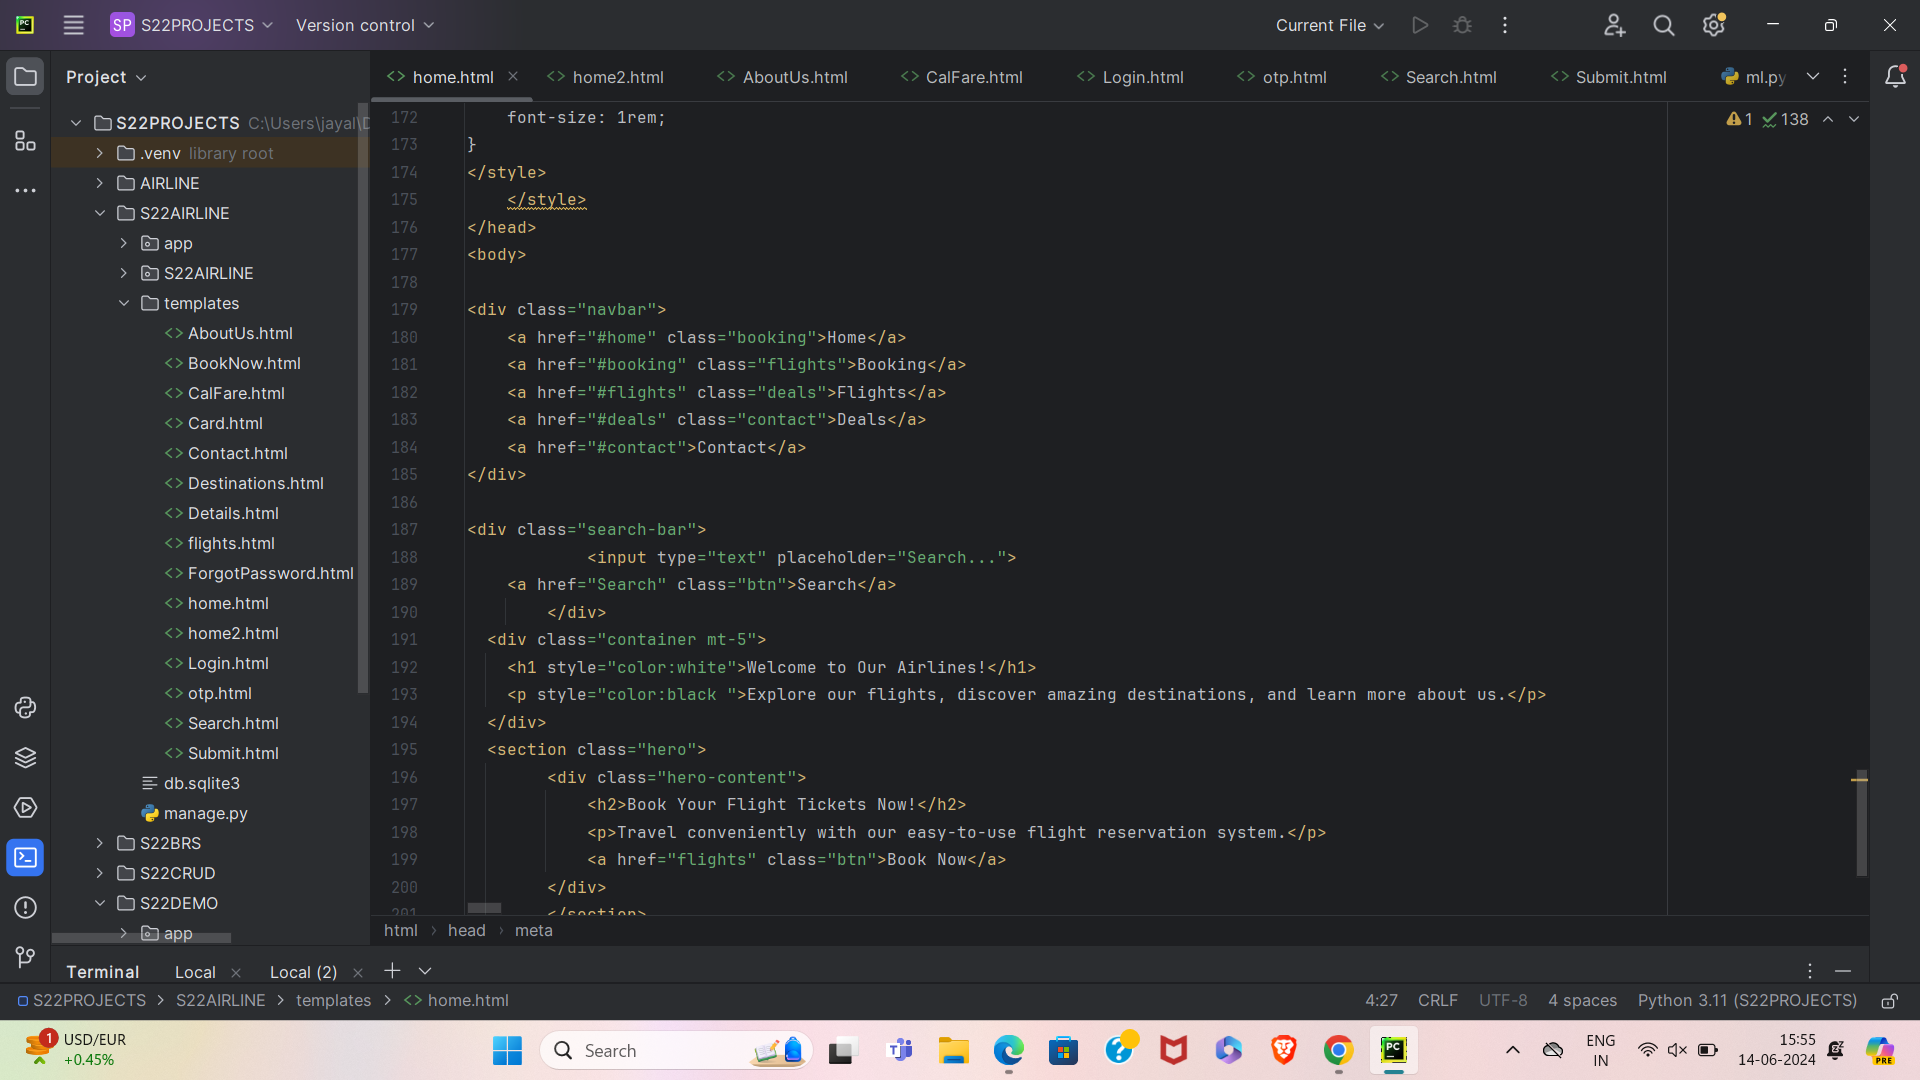 SP S22PROJECTS Version control Current File
Project
home.html home2.html AboutUs.html CalFare.html Login.html otp.html Search.html Submit.html ml.py
S22PROJECTS C:\Users\jayal\D
.venv library root
AIRLINE
S22AIRLINE
app
S22AIRLINE
templates
AboutUs.html
BookNow.html
CalFare.html
Card.html
Contact.html
Destinations.html
Details.html
flights.html
ForgotPassword.html
home.html
home2.html
Login.html
otp.html
Search.html
Submit.html
db.sqlite3
manage.py
S22BRS
S22CRUD
S22DEMO
app
1 138
172 font-size: 1rem;
173 }
174 </style>
175 </style>
176 </head>
177 <body>
178
179 <div class="navbar">
180 <a href="#home" class="booking">Home</a>
181 <a href="#booking" class="flights">Booking</a>
182 <a href="#flights" class="deals">Flights</a>
183 <a href="#deals" class="contact">Deals</a>
184 <a href="#contact">Contact</a>
185 </div>
186
187 <div class="search-bar">
188 <input type="text" placeholder="Search...">
189 <a href="Search" class="btn">Search</a>
190 </div>
191 <div class="container mt-5">
192 <h1 style="color:white">Welcome to Our Airlines!</h1>
193 <p style="color:black ">Explore our flights, discover amazing destinations, and learn more about us.</p>
194 </div>
195 <section class="hero">
196 <div class="hero-content">
197 <h2>Book Your Flight Tickets Now!</h2>
198 <p>Travel conveniently with our easy-to-use flight reservation system.</p>
199 <a href="flights" class="btn">Book Now</a>
200 </div>
201 </section>
html > head > meta
Terminal Local Local (2)
S22PROJECTS > S22AIRLINE > templates > home.html 4:27 CRLF UTF-8 4 spaces Python 3.11 (S22PROJECTS)
1 USD/EUR
+0.45%
Search
ENG
IN
15:55
14-06-2024
PRE